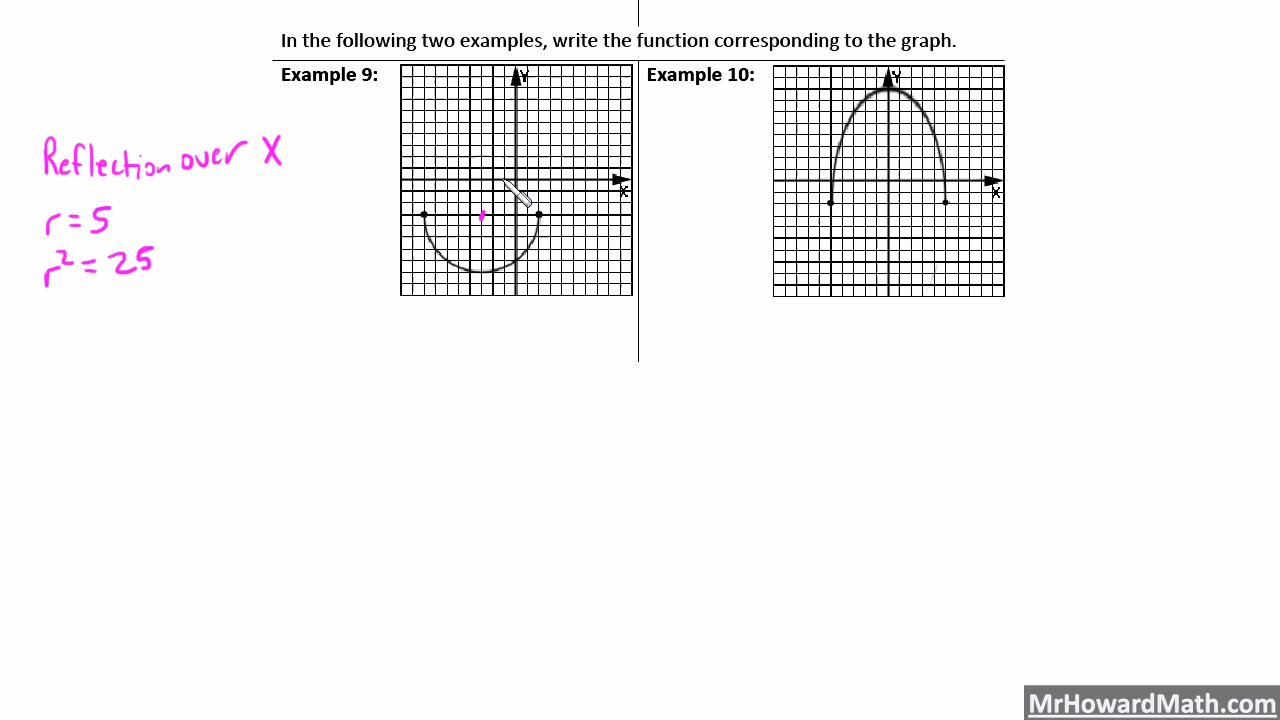 In the following two examples, write the function corresponding to the graph.
Example 9:
Y
X
Example 10:
Y
X
Reflection over X
r = 5
r² = 25
MrHowardMath.com